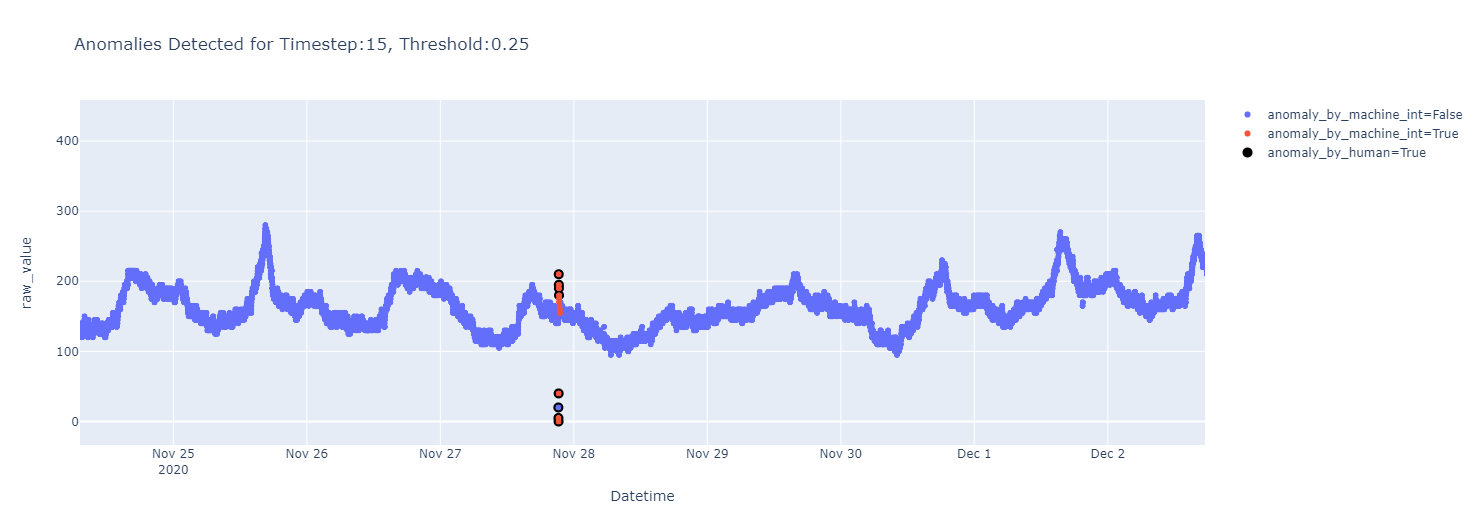 Anomalies Detected for Timestep:15, Threshold:0.25
anomaly_by_machine_int=False
anomaly_by_machine_int=True
anomaly_by_human=True
raw_value
400
300
200
100
0
Nov 25
2020
Nov 26
Nov 27
Nov 28
Nov 29
Nov 30
Dec 1
Dec 2
Datetime